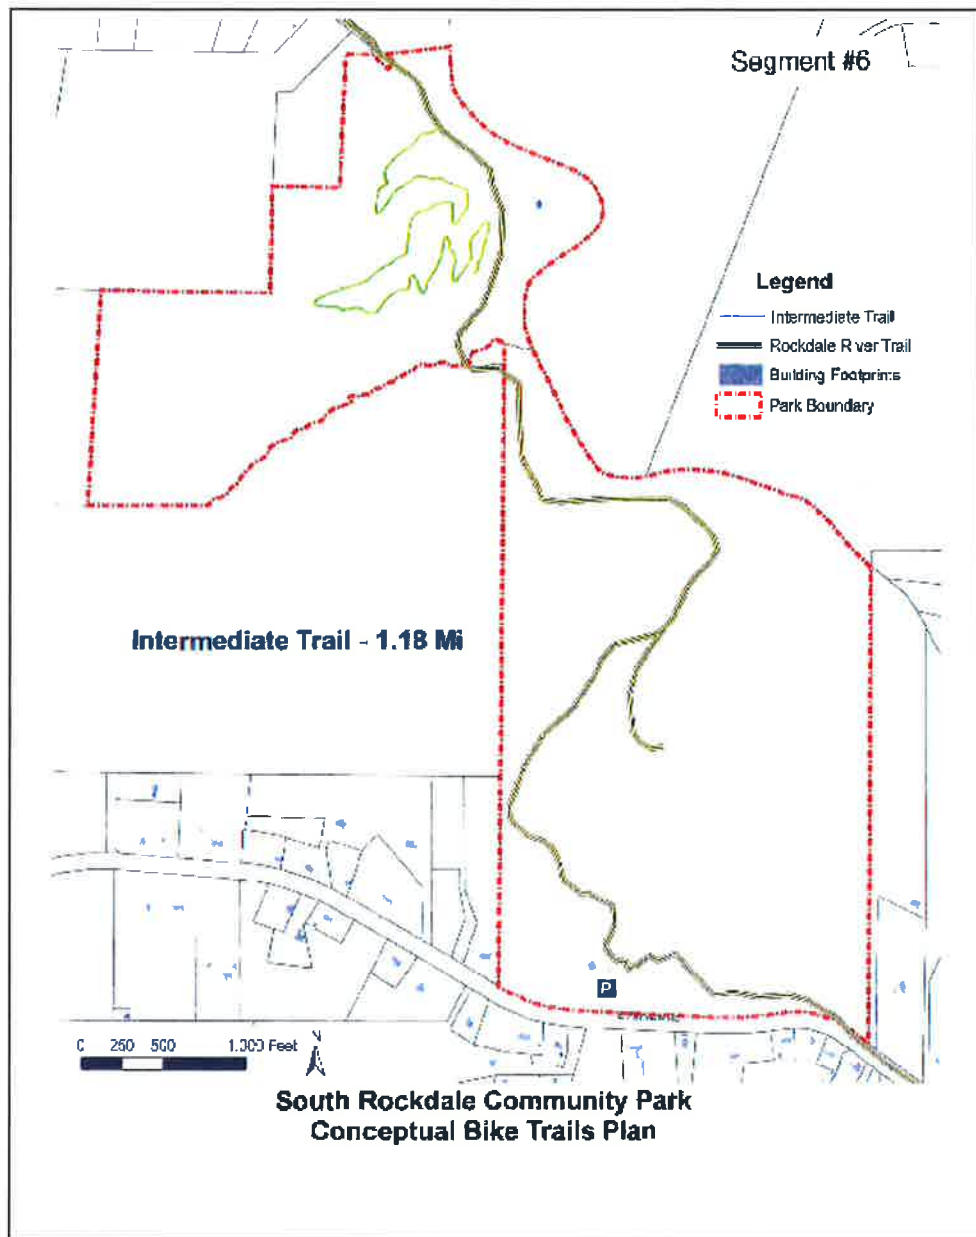 Segment #6
Legend
Intermediate Trail
Rockdale River Trail
Building Footprints
Park Boundary
Intermediate Trail - 1.18 Mi
P
0 250 500 1,000 Feet
N
South Rockdale Community Park
Conceptual Bike Trails Plan